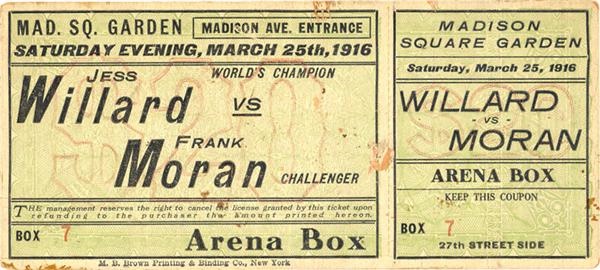 MAD. SQ. GARDEN
MADISON AVE. ENTRANCE
SATURDAY EVENING, MARCH 25th, 1916
JESS WORLD'S CHAMPION
Willard vs
FRANK
Moran CHALLENGER
THE management reserves the right to cancel the license granted by this ticket upon
refunding to the purchaser the amount printed hereon.
BOX 7 Arena Box
M. B. Brown Printing & Binding Co., New York
MADISON
SQUARE GARDEN
Saturday, March 25, 1916
WILLARD
- vs -
MORAN
ARENA BOX
KEEP THIS COUPON
BOX 7
27th STREET SIDE